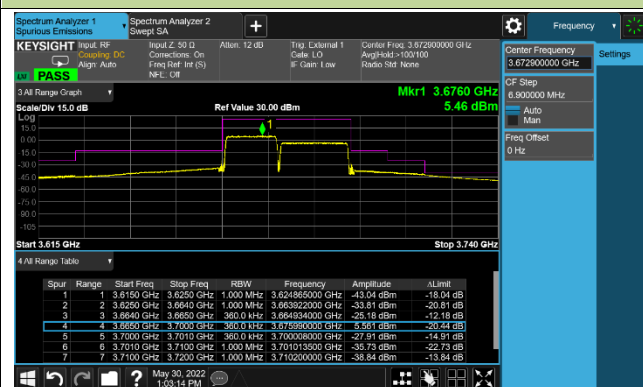 Spectrum Analyzer 1
Spurious Emissions
Spectrum Analyzer 2
Swept SA
Frequency
KEYSIGHT
Input: RF
Coupling: DC
Align: Auto
Input Z: 50 Ω
Corrections: On
Freq Ref: Int (S)
NFE: Off
Atten: 12 dB
Trig: External 1
Gate: LO
IF Gain: Low
Center Freq: 3.672900000 GHz
Avg|Hold:>100/100
Radio Std: None
PASS
Center Frequency
3.672900000 GHz
Settings
CF Step
6.900000 MHz
Auto
Man
Freq Offset
0 Hz
3 All Range Graph
Mkr1 3.6760 GHz
Scale/Div 15.0 dB
Ref Value 30.00 dBm
5.46 dBm
Log
1
15.0
0.00
-15.0
-30.0
-45.0
-60.0
-75.0
-90.0
-105
Start 3.615 GHz
Stop 3.740 GHz
4 All Range Table
Spur Range Start Freq Stop Freq RBW Frequency Amplitude ΔLimit
1 1 3.6150 GHz 3.6250 GHz 1.000 MHz 3.624865000 GHz -43.04 dBm -18.04 dB
2 2 3.6250 GHz 3.6640 GHz 1.000 MHz 3.663922000 GHz -33.81 dBm -20.81 dB
3 3 3.6640 GHz 3.6650 GHz 360.0 kHz 3.664934000 GHz -25.18 dBm -12.18 dB
4 4 3.6650 GHz 3.7000 GHz 360.0 kHz 3.675990000 GHz 5.561 dBm -20.44 dB
5 5 3.7000 GHz 3.7010 GHz 360.0 kHz 3.700008000 GHz -27.91 dBm -14.91 dB
6 6 3.7010 GHz 3.7100 GHz 1.000 MHz 3.701013500 GHz -35.73 dBm -22.73 dB
7 7 3.7100 GHz 3.7200 GHz 1.000 MHz 3.710200000 GHz -38.84 dBm -13.84 dB
May 30, 2022
1:03:14 PM